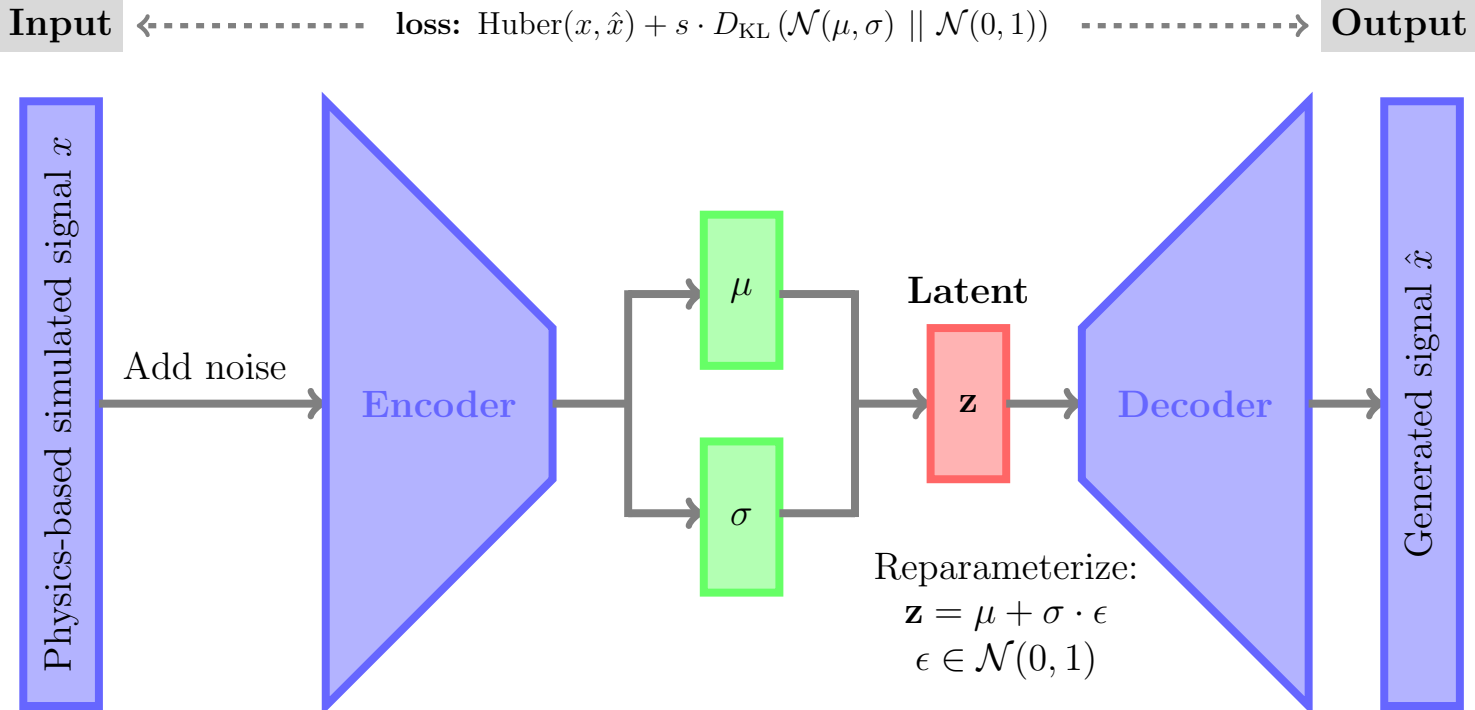 Input
loss: Huber(x, x̂) + s · D_KL (𝒩(μ, σ) || 𝒩(0, 1))
Output
Physics-based simulated signal x
Add noise
Encoder
μ
σ
Latent
z
Reparameterize:
z = μ + σ · ϵ
ϵ ∈ 𝒩(0, 1)
Decoder
Generated signal x̂